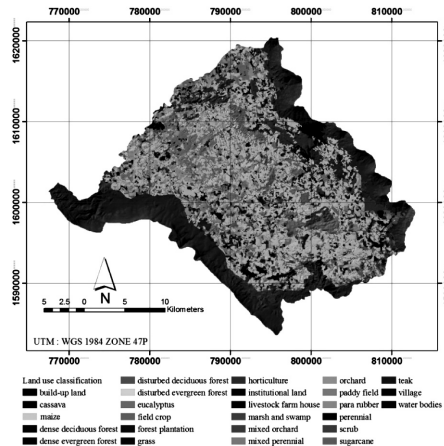 770000 780000 790000 800000 810000
1620000
1610000
1600000
1590000
N
5 2.5 0 5 10
Kilometers
UTM : WGS 1984 ZONE 47P
770000 780000 790000 800000 810000
Land use classification
build-up land
cassava
maize
dense deciduous forest
dense evergreen forest
disturbed deciduous forest
disturbed evergreen forest
eucalyptus
field crop
forest plantation
grass
horticulture
institutional land
livestock farm house
marsh and swamp
mixed orchard
mixed perennial
orchard
paddy field
para rubber
perennial
scrub
sugarcane
teak
village
water bodies